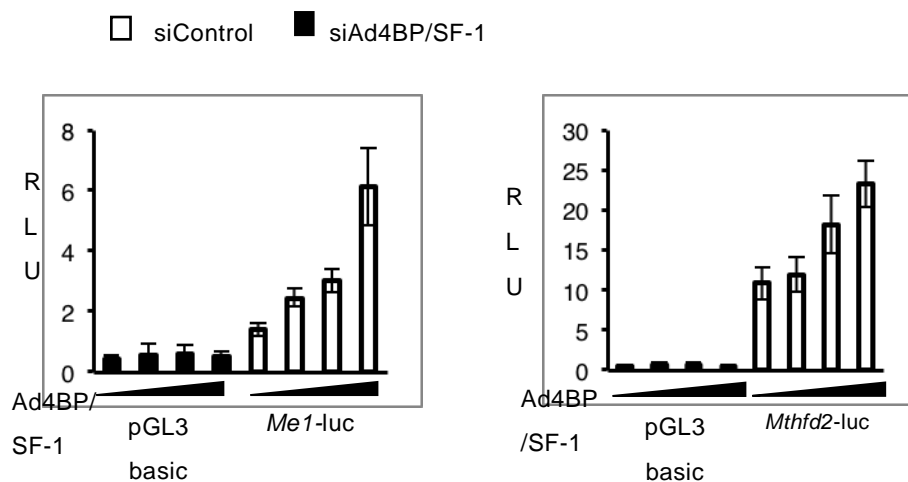 siControl siAd4BP/SF-1
8
6
4
2
0
R
L
U
Ad4BP/
SF-1
pGL3
basic
Me1-luc
30
25
20
15
10
5
0
R
L
U
Ad4BP
/SF-1
pGL3
basic
Mthfd2-luc